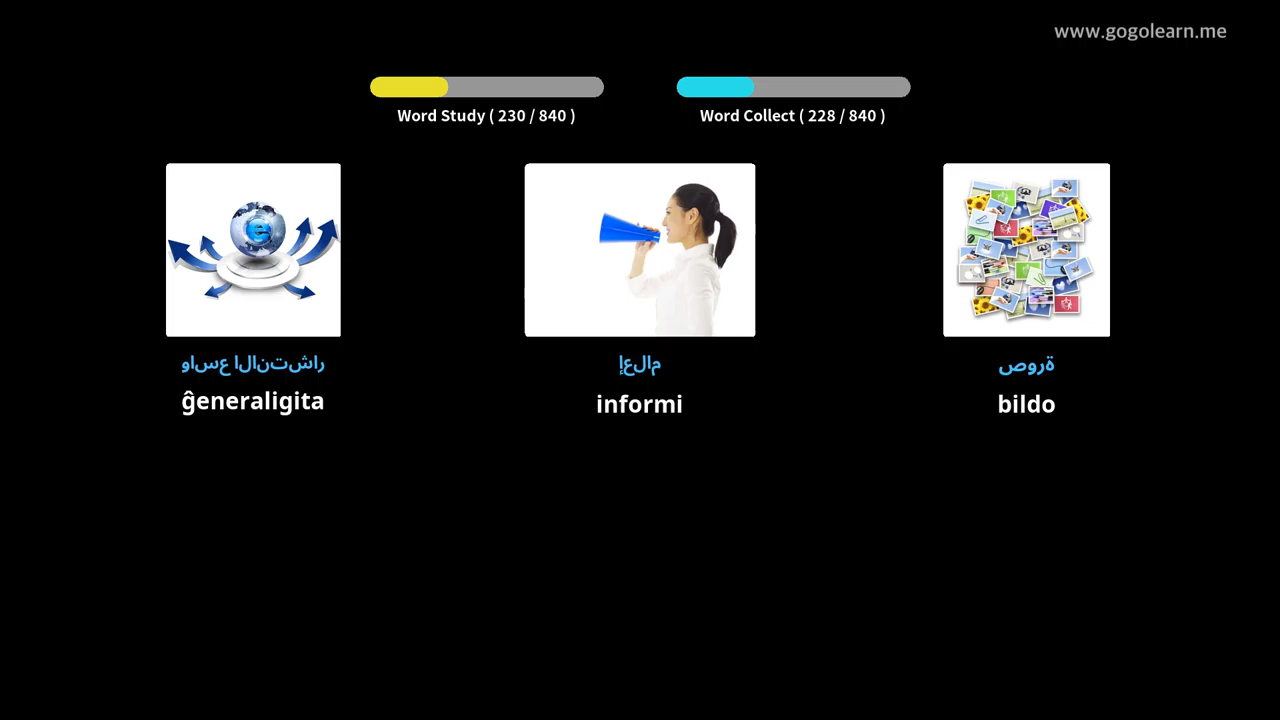 www.gogolearn.me
Word Study ( 230 / 840 )
Word Collect ( 228 / 840 )
واسع الانتشار
إعلام
صورة
ĝeneraligita
informi
bildo